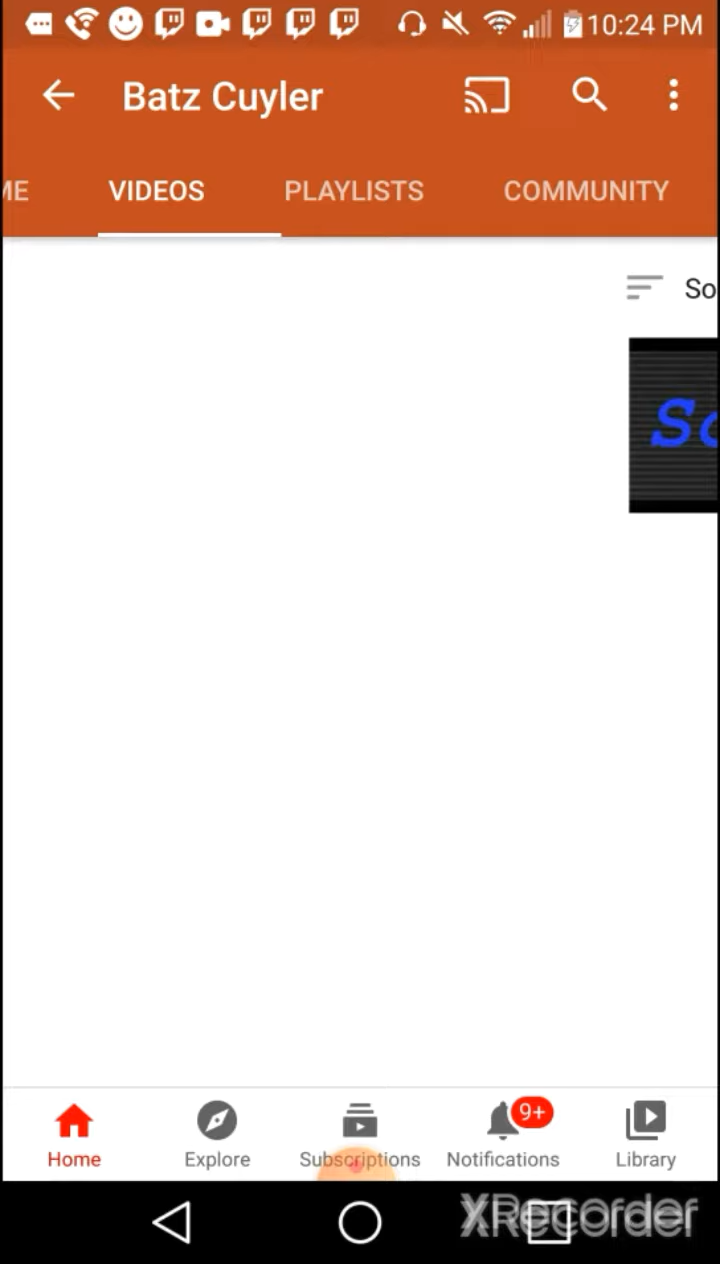 10:24 PM
Batz Cuyler
ME
VIDEOS
PLAYLISTS
COMMUNITY
So
So
9+
Home
Explore
Subscriptions
Notifications
Library
XRecorder